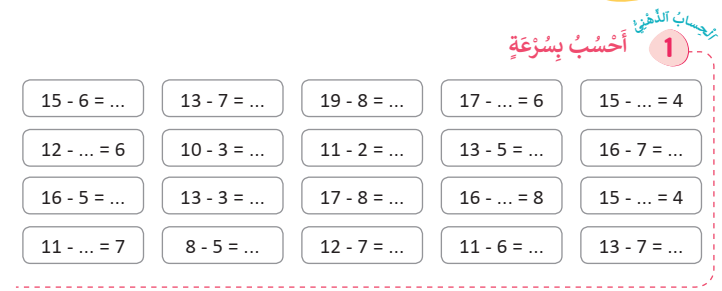 اَلْحِسابُ ٱلذِّهْنِيُّ
1 أَحْسُبُ بِسُرْعَةٍ
15 - 6 = ... 13 - 7 = ... 19 - 8 = ... 17 - ... = 6 15 - ... = 4
12 - ... = 6 10 - 3 = ... 11 - 2 = ... 13 - 5 = ... 16 - 7 = ...
16 - 5 = ... 13 - 3 = ... 17 - 8 = ... 16 - ... = 8 15 - ... = 4
11 - ... = 7 8 - 5 = ... 12 - 7 = ... 11 - 6 = ... 13 - 7 = ...